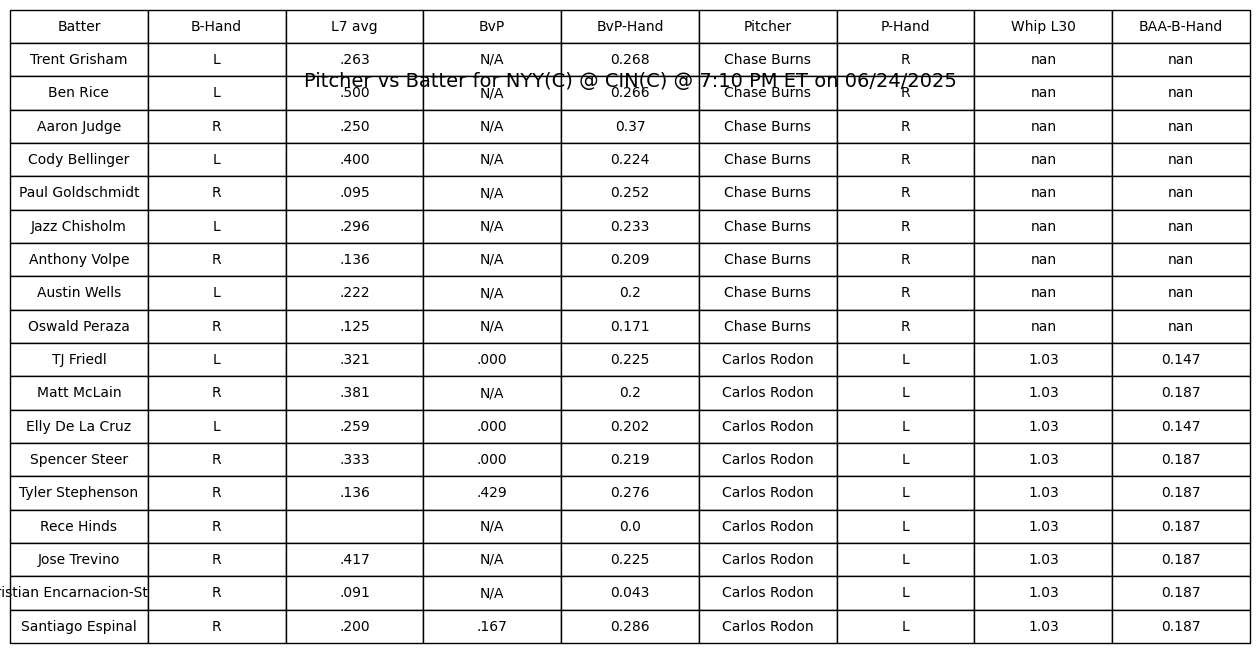 Batter B-Hand L7 avg BvP BvP-Hand Pitcher P-Hand Whip L30 BAA-B-Hand
Trent Grisham L .263 N/A 0.268 Chase Burns R nan nan
Pitcher vs Batter for NYY(C) @ CIN(C) @ 7:10 PM ET on 06/24/2025
Ben Rice L .500 N/A 0.266 Chase Burns R nan nan
Aaron Judge R .250 N/A 0.37 Chase Burns R nan nan
Cody Bellinger L .400 N/A 0.224 Chase Burns R nan nan
Paul Goldschmidt R .095 N/A 0.252 Chase Burns R nan nan
Jazz Chisholm L .296 N/A 0.233 Chase Burns R nan nan
Anthony Volpe R .136 N/A 0.209 Chase Burns R nan nan
Austin Wells L .222 N/A 0.2 Chase Burns R nan nan
Oswald Peraza R .125 N/A 0.171 Chase Burns R nan nan
TJ Friedl L .321 .000 0.225 Carlos Rodon L 1.03 0.147
Matt McLain R .381 N/A 0.2 Carlos Rodon L 1.03 0.187
Elly De La Cruz L .259 .000 0.202 Carlos Rodon L 1.03 0.147
Spencer Steer R .333 .000 0.219 Carlos Rodon L 1.03 0.187
Tyler Stephenson R .136 .429 0.276 Carlos Rodon L 1.03 0.187
Rece Hinds R N/A 0.0 Carlos Rodon L 1.03 0.187
Jose Trevino R .417 N/A 0.225 Carlos Rodon L 1.03 0.187
istian Encarnacion-St R .091 N/A 0.043 Carlos Rodon L 1.03 0.187
Santiago Espinal R .200 .167 0.286 Carlos Rodon L 1.03 0.187